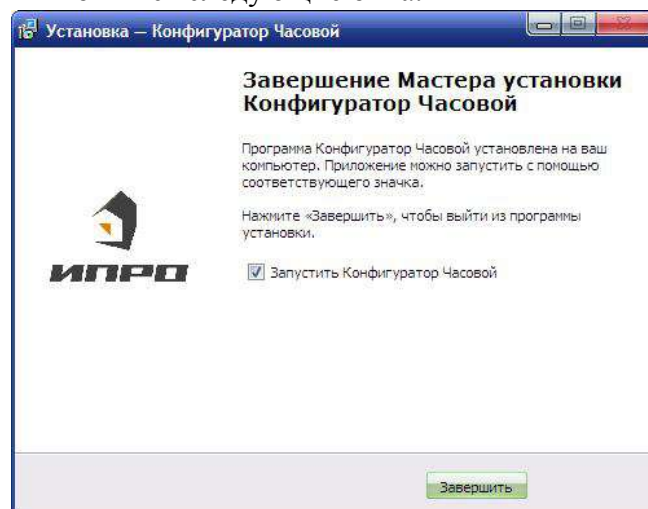 Установка — Конфигуратор Часовой
Завершение Мастера установки
Конфигуратор Часовой
Программа Конфигуратор Часовой установлена на ваш
компьютер. Приложение можно запустить с помощью
соответствующего значка.
Нажмите «Завершить», чтобы выйти из программы
установки.
ИПРО
Запустить Конфигуратор Часовой
Завершить